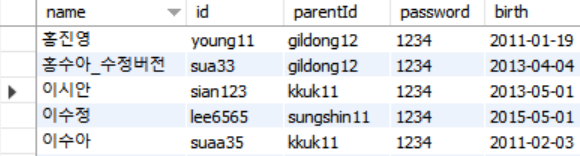 name id parentId password birth
홍진영 young11 gildong12 1234 2011-01-19
홍수아_수정버전 sua33 gildong12 1234 2013-04-04
이시안 sian123 kkuk11 1234 2013-05-01
이수정 lee6565 sungshin11 1234 2015-05-01
이수아 suaa35 kkuk11 1234 2011-02-03